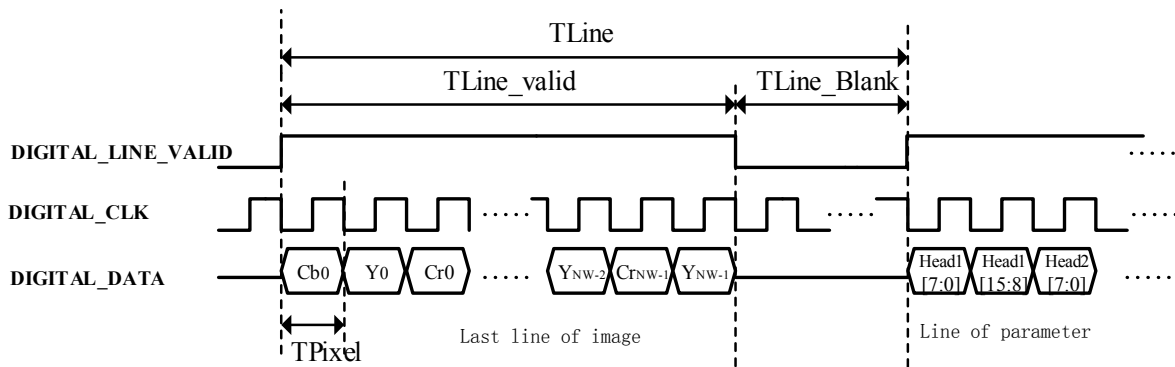 TLine
TLine_valid TLine_Blank
DIGITAL_LINE_VALID ·····
DIGITAL_CLK ····· ····· ·····
DIGITAL_DATA Cb0 Y0 Cr0 ····· YNW-2 CrNW-1 YNW-1 Head1 [7:0] Head1 [15:8] Head2 [7:0] ·····
TPixel Last line of image Line of parameter